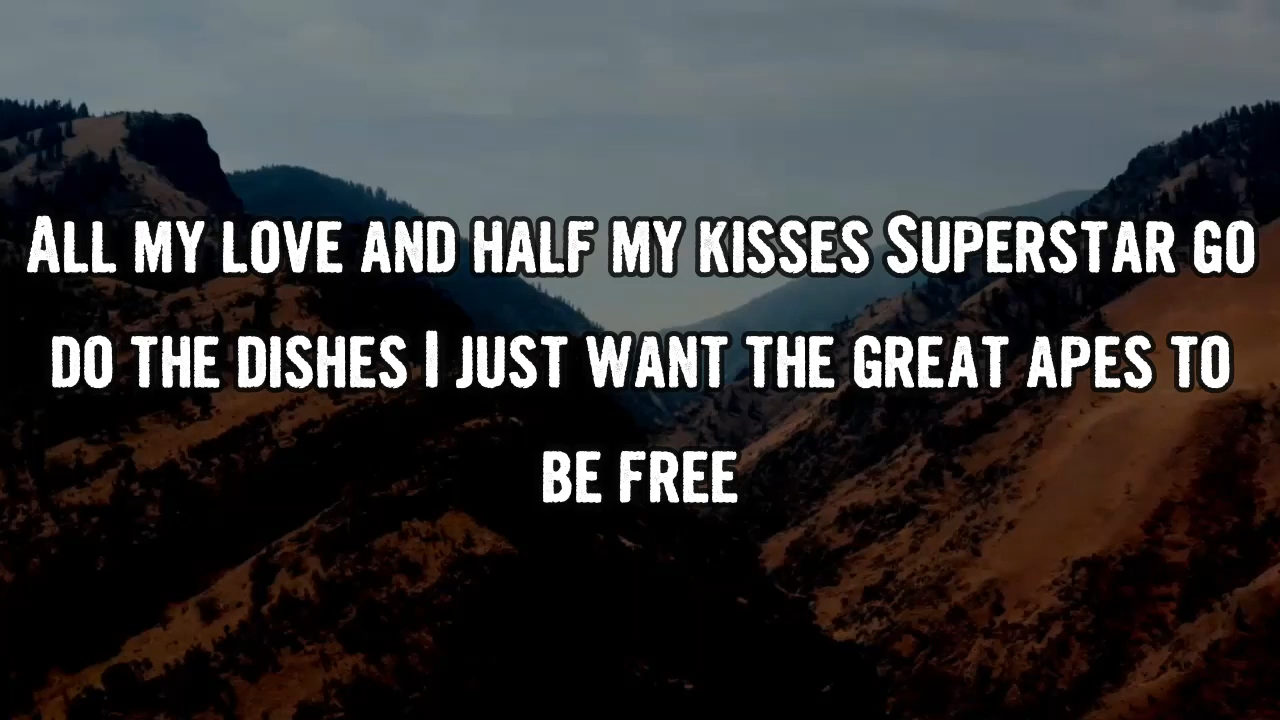 All my love and half my kisses Superstar go
do the dishes I just want the great apes to
be free